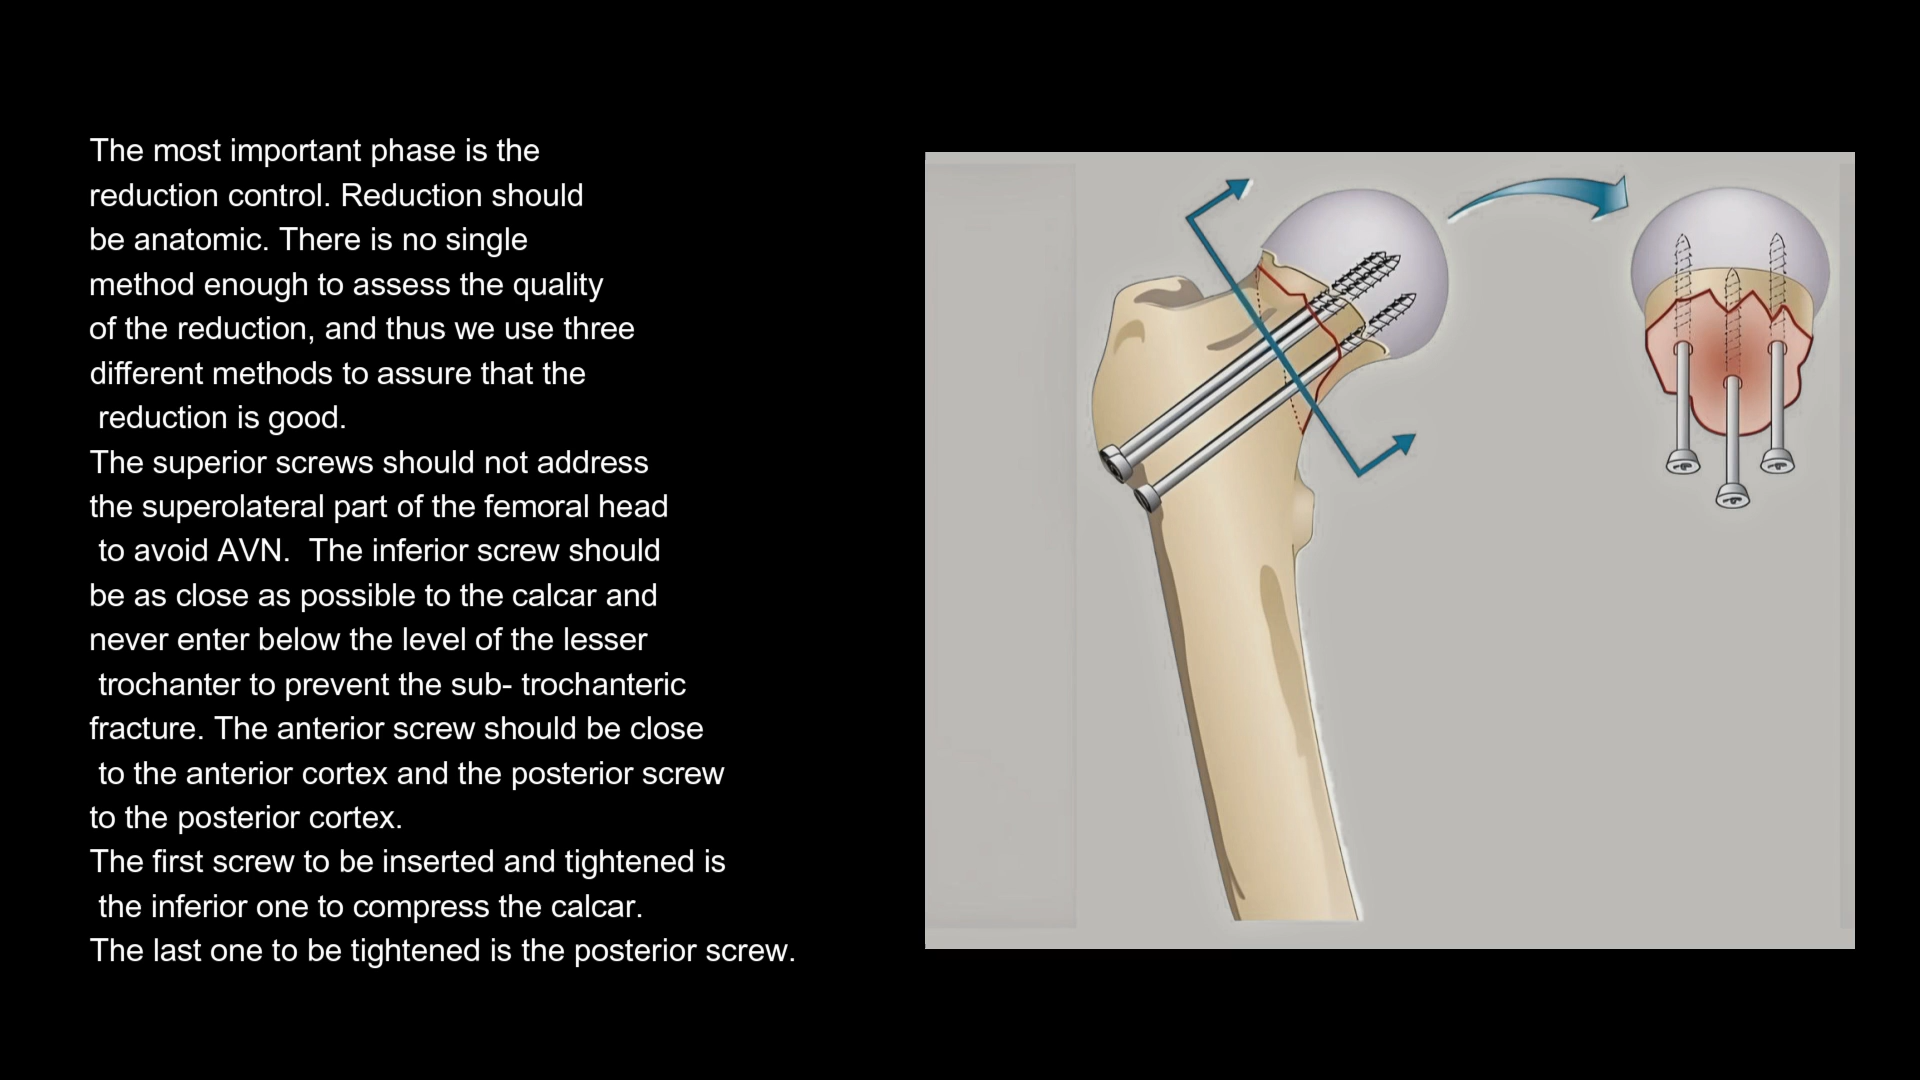 The most important phase is the
reduction control. Reduction should
be anatomic. There is no single
method enough to assess the quality
of the reduction, and thus we use three
different methods to assure that the
reduction is good.
The superior screws should not address
the superolateral part of the femoral head
to avoid AVN.  The inferior screw should
be as close as possible to the calcar and
never enter below the level of the lesser
trochanter to prevent the sub- trochanteric
fracture. The anterior screw should be close
to the anterior cortex and the posterior screw
to the posterior cortex.
The first screw to be inserted and tightened is
the inferior one to compress the calcar.
The last one to be tightened is the posterior screw.